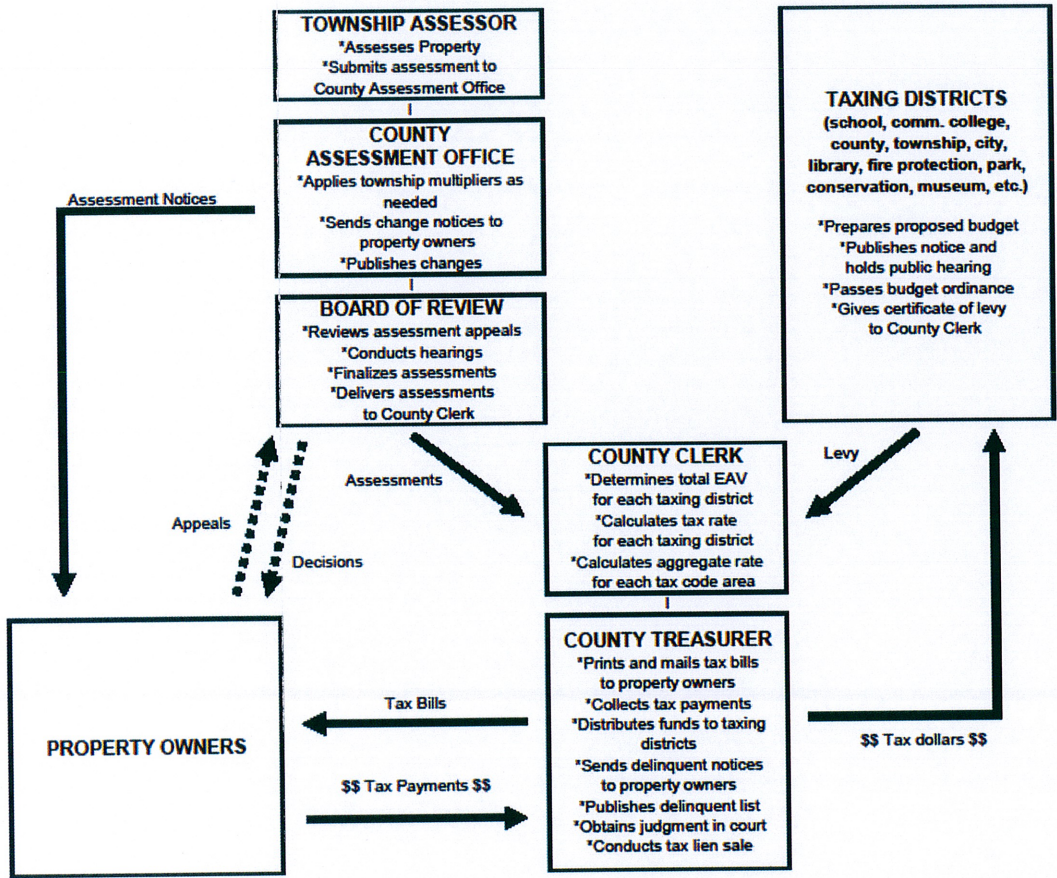 TOWNSHIP ASSESSOR
*Assesses Property
*Submits assessment to
County Assessment Office
COUNTY
ASSESSMENT OFFICE
*Applies township multipliers as
needed
*Sends change notices to
property owners
*Publishes changes
BOARD OF REVIEW
*Reviews assessment appeals
*Conducts hearings
*Finalizes assessments
*Delivers assessments
to County Clerk
TAXING DISTRICTS
(school, comm. college,
county, township, city,
library, fire protection, park,
conservation, museum, etc.)
*Prepares proposed budget
*Publishes notice and
holds public hearing
*Passes budget ordinance
*Gives certificate of levy
to County Clerk
Assessment Notices
Appeals
Decisions
Assessments
Levy
COUNTY CLERK
*Determines total EAV
for each taxing district
*Calculates tax rate
for each taxing district
*Calculates aggregate rate
for each tax code area
COUNTY TREASURER
*Prints and mails tax bills
to property owners
*Collects tax payments
*Distributes funds to taxing
districts
*Sends delinquent notices
to property owners
*Publishes delinquent list
*Obtains judgment in court
*Conducts tax lien sale
PROPERTY OWNERS
Tax Bills
$$ Tax Payments $$
$$ Tax dollars $$